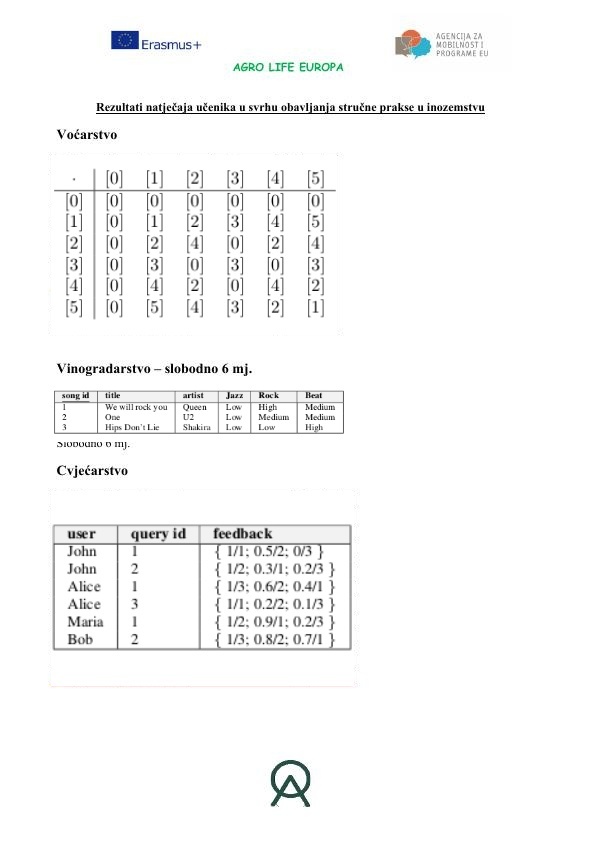 Erasmus+
AGENCIJA ZA
MOBILNOST I
PROGRAME EU
AGRO LIFE EUROPA
Rezultati natječaja učenika u svrhu obavljanja stručne prakse u inozemstvu
Voćarstvo
· [0] [1] [2] [3] [4] [5]
[0] [0] [0] [0] [0] [0] [0]
[1] [0] [1] [2] [3] [4] [5]
[2] [0] [2] [4] [0] [2] [4]
[3] [0] [3] [0] [3] [0] [3]
[4] [0] [4] [2] [0] [4] [2]
[5] [0] [5] [4] [3] [2] [1]
Vinogradarstvo – slobodno 6 mj.
song id title artist Jazz Rock Beat
1 We will rock you Queen Low High Medium
2 One U2 Low Medium Medium
3 Hips Don't Lie Shakira Low Low High
Slobodno 6 mj.
Cvjećarstvo
user query id feedback
John 1 { 1/1; 0.5/2; 0/3 }
John 2 { 1/2; 0.3/1; 0.2/3 }
Alice 1 { 1/3; 0.6/2; 0.4/1 }
Alice 3 { 1/1; 0.2/2; 0.1/3 }
Maria 1 { 1/2; 0.9/1; 0.2/3 }
Bob 2 { 1/3; 0.8/2; 0.7/1 }